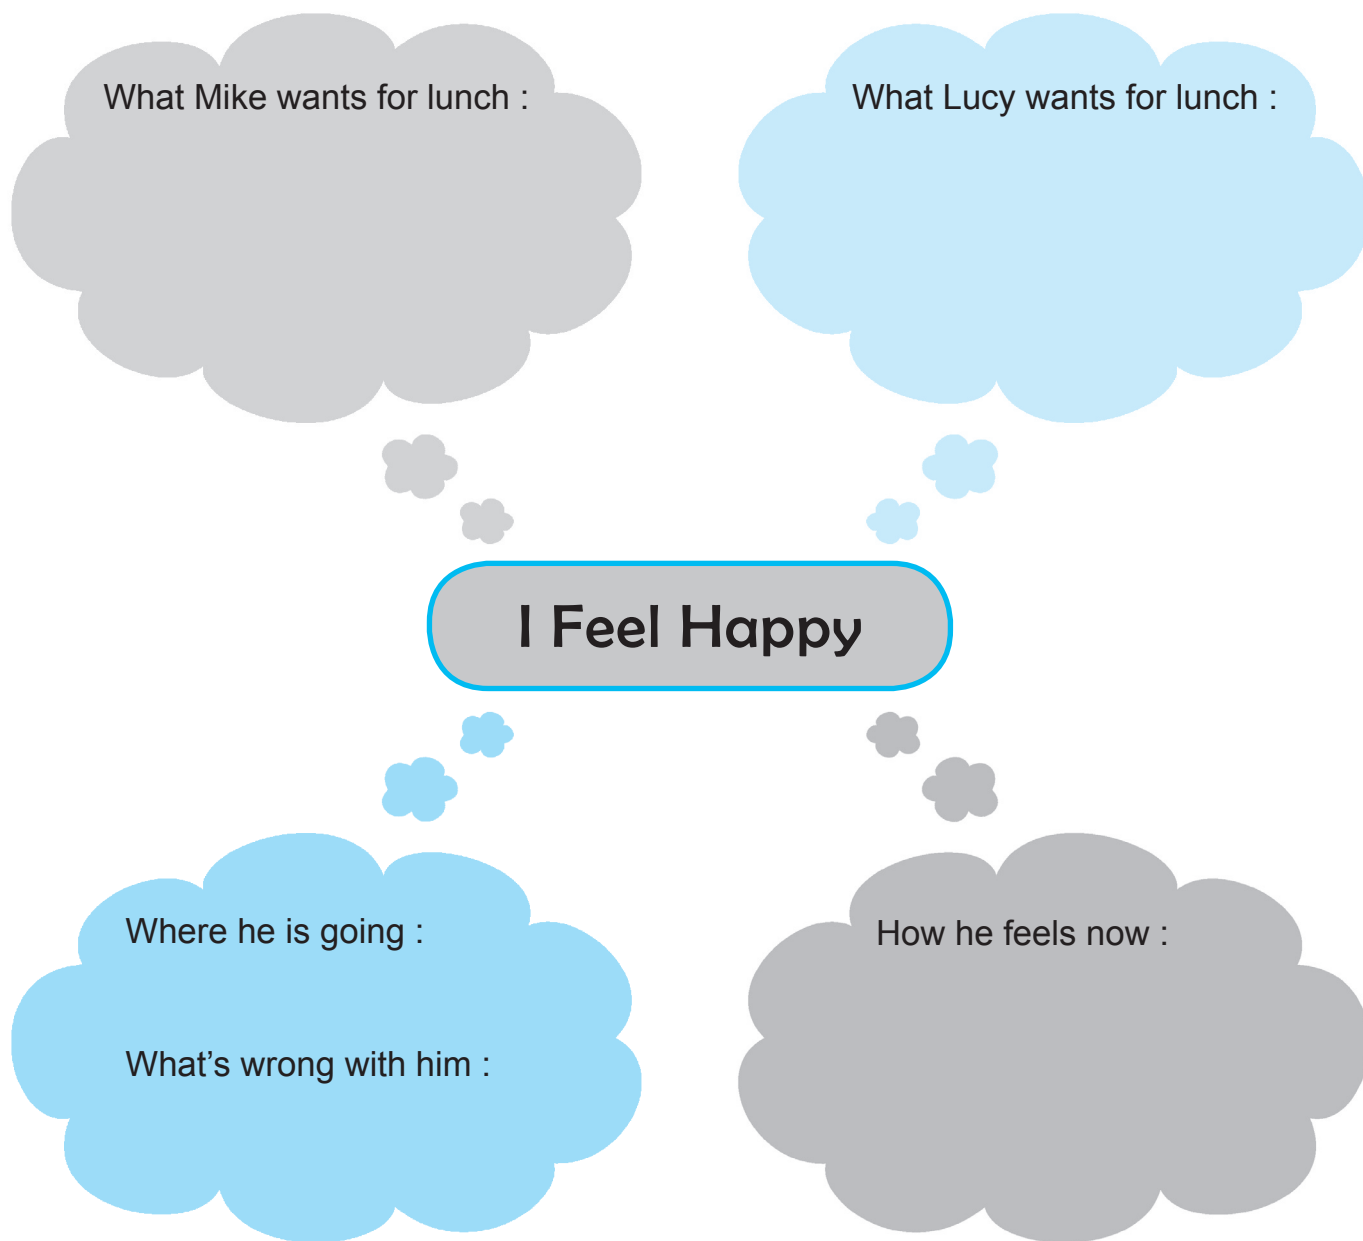 What Mike wants for lunch :
What Lucy wants for lunch :
I Feel Happy
Where he is going :
What’s wrong with him :
How he feels now :